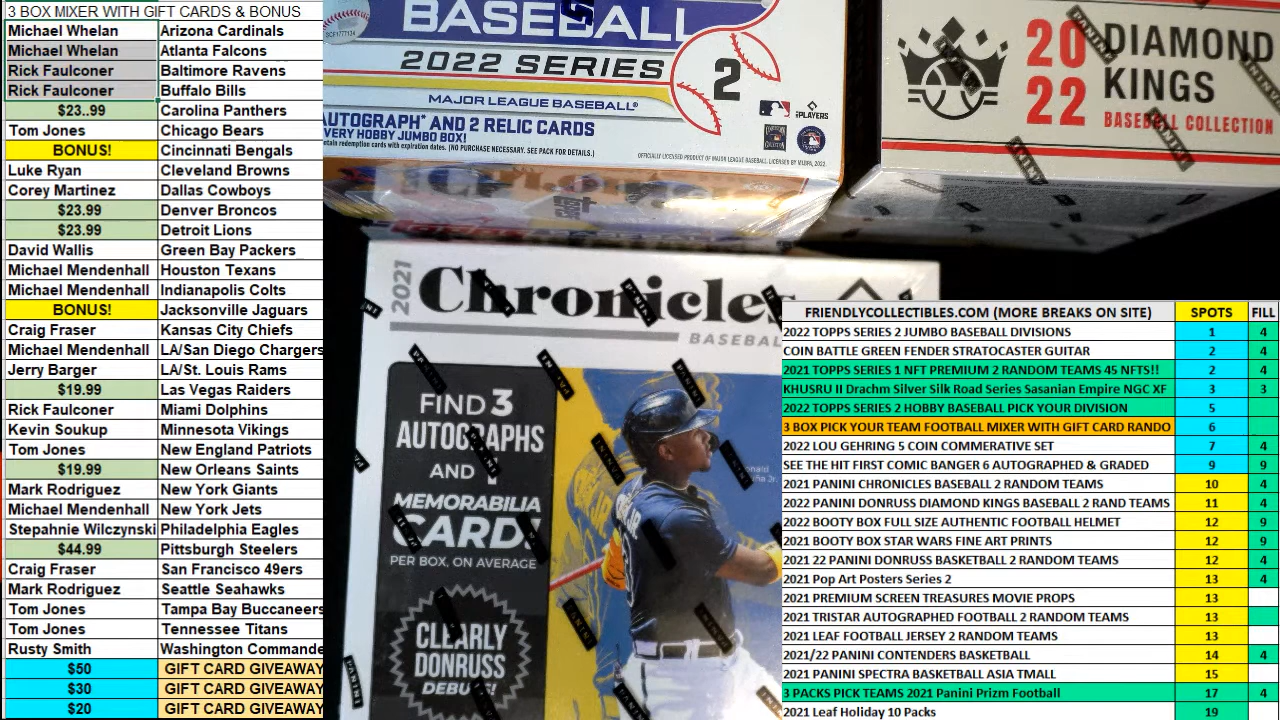 3 BOX MIXER WITH GIFT CARDS & BONUS
Michael Whelan Arizona Cardinals
Michael Whelan Atlanta Falcons
Rick Faulconer Baltimore Ravens
Rick Faulconer Buffalo Bills
$23..99 Carolina Panthers
Tom Jones Chicago Bears
BONUS! Cincinnati Bengals
Luke Ryan Cleveland Browns
Corey Martinez Dallas Cowboys
$23.99 Denver Broncos
$23.99 Detroit Lions
David Wallis Green Bay Packers
Michael Mendenhall Houston Texans
Michael Mendenhall Indianapolis Colts
BONUS! Jacksonville Jaguars
Craig Fraser Kansas City Chiefs
Michael Mendenhall LA/San Diego Chargers
Jerry Barger LA/St. Louis Rams
$19.99 Las Vegas Raiders
Rick Faulconer Miami Dolphins
Kevin Soukup Minnesota Vikings
Tom Jones New England Patriots
$19.99 New Orleans Saints
Mark Rodriguez New York Giants
Michael Mendenhall New York Jets
Stepahnie Wilczynski Philadelphia Eagles
$44.99 Pittsburgh Steelers
Craig Fraser San Francisco 49ers
Mark Rodriguez Seattle Seahawks
Tom Jones Tampa Bay Buccaneers
Tom Jones Tennessee Titans
Rusty Smith Washington Commande
$50 GIFT CARD GIVEAWAY
$30 GIFT CARD GIVEAWAY
$20 GIFT CARD GIVEAWAY
BASEBALL
2022 SERIES 2
MAJOR LEAGUE BASEBALL
AUTOGRAPH* AND 2 RELIC CARDS
VERY HOBBY JUMBO BOX!
(NO PURCHASE NECESSARY. SEE PACK FOR DETAILS.)
PLAYERS
2022
DIAMOND
KINGS
BASEBALL COLLECTION
2021
Chronicles
BASEBAL
FIND 3
AUTOGRAPHS
AND 1
MEMORABILIA
CARD!
PER BOX, ON AVERAGE
CLEARLY
DONRUSS
DEBUTS!
FRIENDLYCOLLECTIBLES.COM (MORE BREAKS ON SITE) SPOTS FILL
2022 TOPPS SERIES 2 JUMBO BASEBALL DIVISIONS 1 4
COIN BATTLE GREEN FENDER STRATOCASTER GUITAR 2 4
2021 TOPPS SERIES 1 NFT PREMIUM 2 RANDOM TEAMS 45 NFTS!! 2 4
KHUSRU II Drachm Silver Silk Road Series Sasanian Empire NGC XF 3 3
2022 TOPPS SERIES 2 HOBBY BASEBALL PICK YOUR DIVISION 5
3 BOX PICK YOUR TEAM FOOTBALL MIXER WITH GIFT CARD RANDO 6
2022 LOU GEHRING 5 COIN COMMERATIVE SET 7 4
SEE THE HIT FIRST COMIC BANGER 6 AUTOGRAPHED & GRADED 9 9
2021 PANINI CHRONICLES BASEBALL 2 RANDOM TEAMS 10 4
2022 PANINI DONRUSS DIAMOND KINGS BASEBALL 2 RAND TEAMS 11 4
2022 BOOTY BOX FULL SIZE AUTHENTIC FOOTBALL HELMET 12 9
2021 BOOTY BOX STAR WARS FINE ART PRINTS 12 9
2021 22 PANINI DONRUSS BASKETBALL 2 RANDOM TEAMS 12 4
2021 Pop Art Posters Series 2 13 4
2021 PREMIUM SCREEN TREASURES MOVIE PROPS 13
2021 TRISTAR AUTOGRAPHED FOOTBALL 2 RANDOM TEAMS 13
2021 LEAF FOOTBALL JERSEY 2 RANDOM TEAMS 13
2021/22 PANINI CONTENDERS BASKETBALL 14 4
2021 PANINI SPECTRA BASKETBALL ASIA TMALL 15
3 PACKS PICK TEAMS 2021 Panini Prizm Football 17 4
2021 Leaf Holiday 10 Packs 19